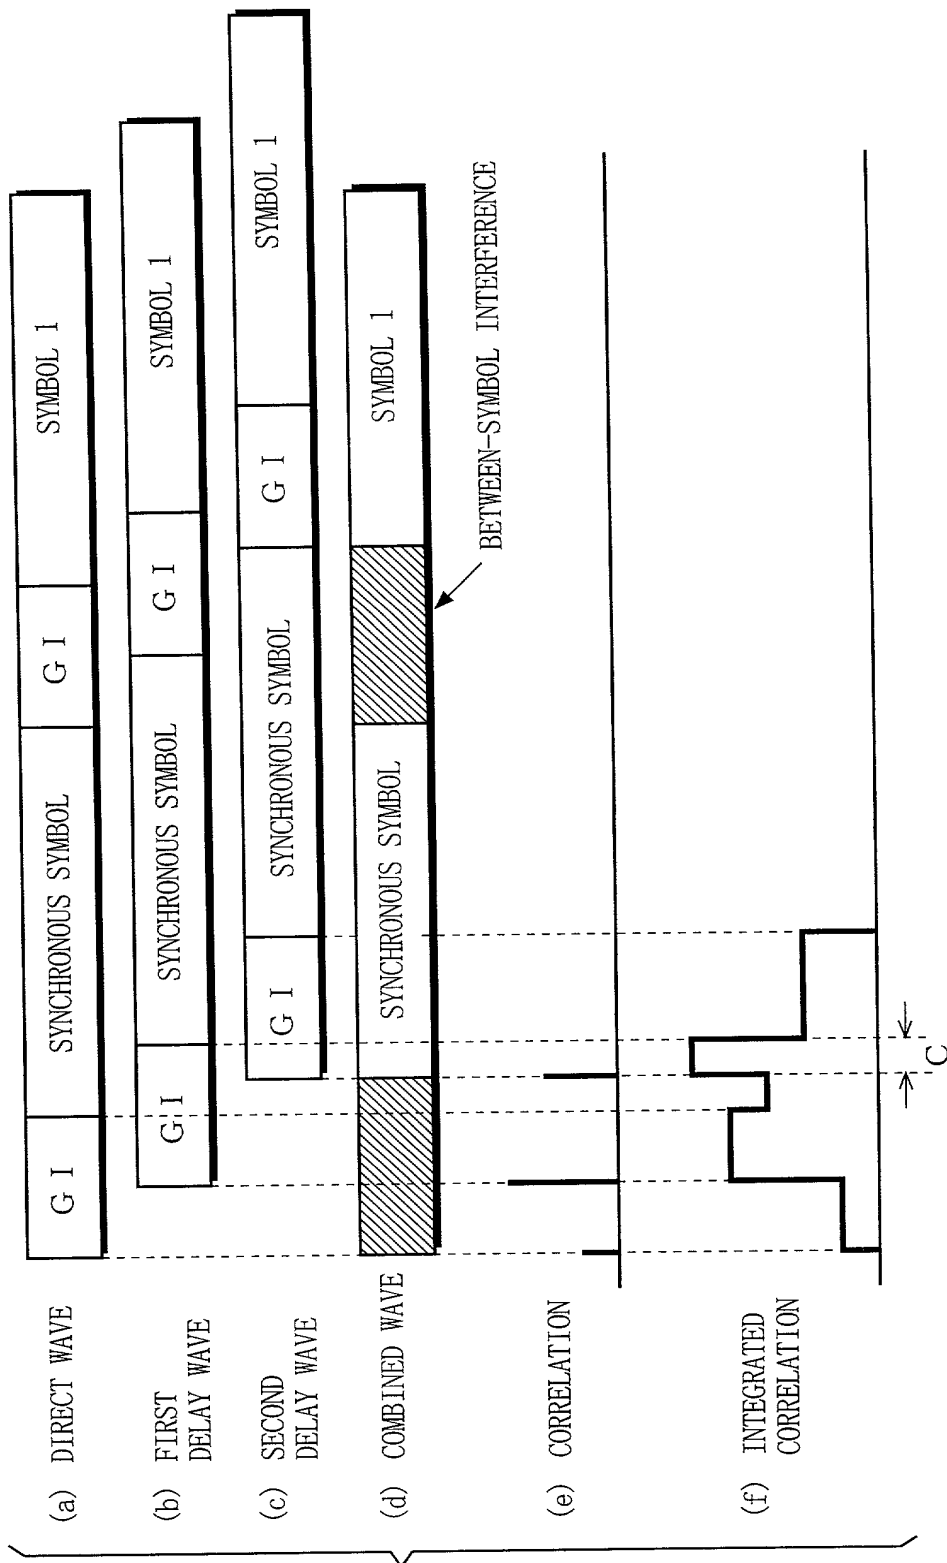 (a) DIRECT WAVE
G I
SYNCHRONOUS SYMBOL
G I
SYMBOL 1
(b) FIRST
DELAY WAVE
G I
SYNCHRONOUS SYMBOL
G I
SYMBOL 1
(c) SECOND
DELAY WAVE
G I
SYNCHRONOUS SYMBOL
G I
SYMBOL 1
(d) COMBINED WAVE
SYNCHRONOUS SYMBOL
SYMBOL 1
BETWEEN-SYMBOL INTERFERENCE
(e) CORRELATION
(f) INTEGRATED
CORRELATION
C